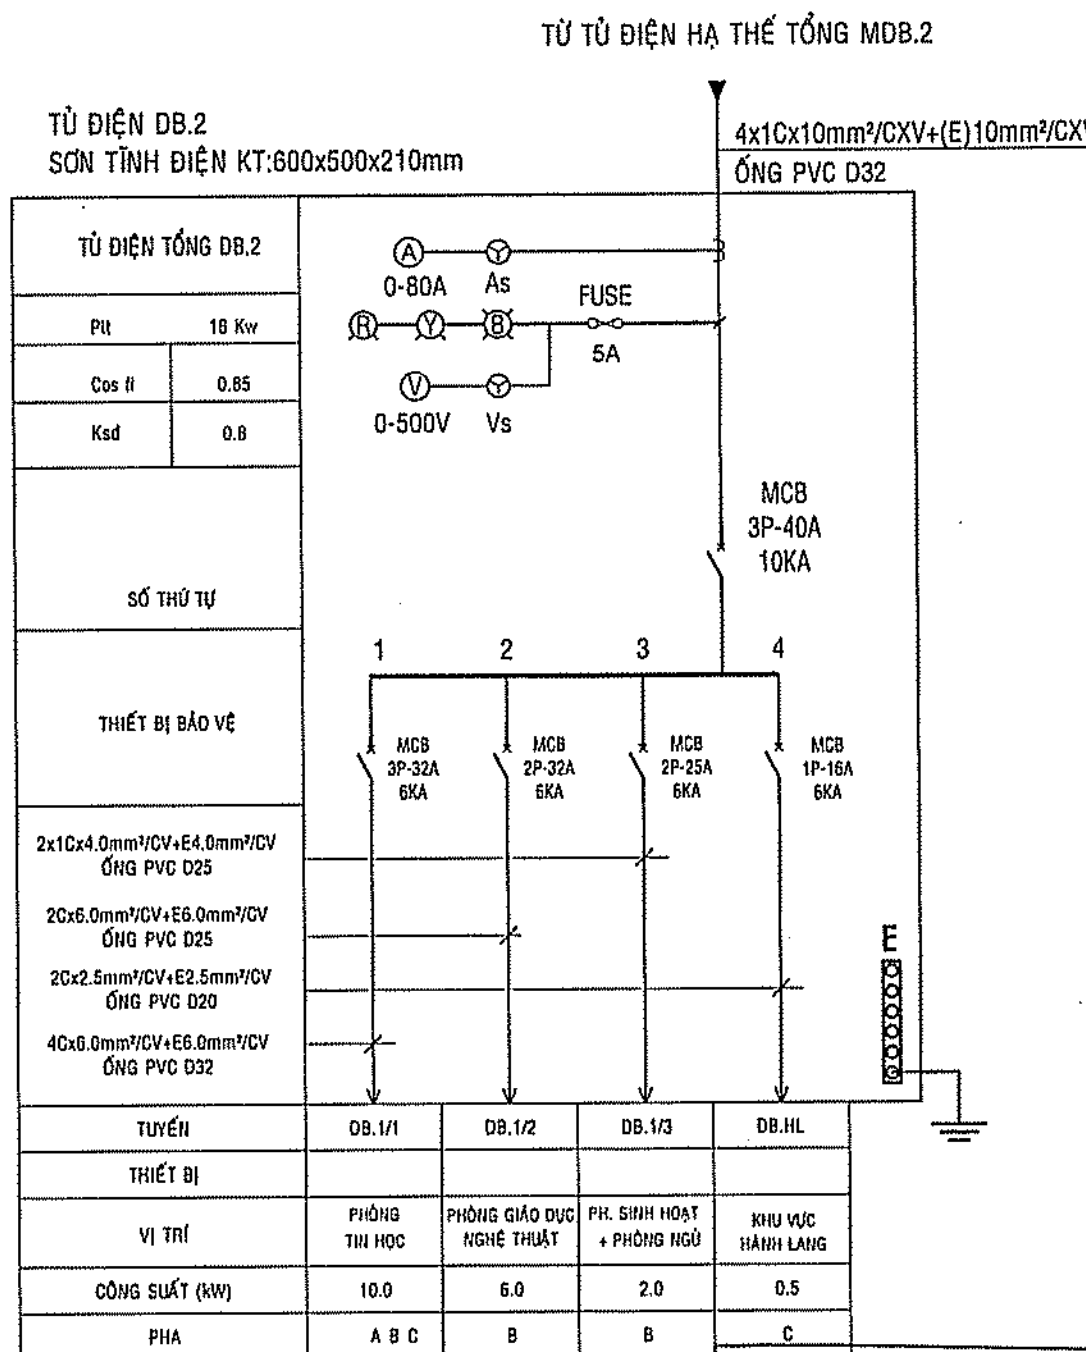 TỪ TỦ ĐIỆN HẠ THẾ TỔNG MDB.2
TỦ ĐIỆN DB.2
SƠN TĨNH ĐIỆN KT:600x500x210mm
4x1Cx10mm²/CXV+(E)10mm²/CXV
ỐNG PVC D32
TỦ ĐIỆN TỔNG DB.2
Ptt 18 Kw
Cos fi 0.85
Ksd 0.8
A
0-80A As
FUSE
R Y B
5A
V
0-500V Vs
MCB
3P-40A
10KA
SỐ THỨ TỰ
1 2 3 4
THIẾT BỊ BẢO VỆ
MCB MCB MCB MCB
3P-32A 2P-32A 2P-25A 1P-16A
6KA 6KA 6KA 6KA
2x1Cx4.0mm²/CV+E4.0mm²/CV
ỐNG PVC D25
2Cx6.0mm²/CV+E6.0mm²/CV
ỐNG PVC D25
2Cx2.5mm²/CV+E2.5mm²/CV
ỐNG PVC D20
4Cx6.0mm²/CV+E6.0mm²/CV
ỐNG PVC D32
E
TUYẾN DB.1/1 DB.1/2 DB.1/3 DB.HL
THIẾT BỊ
VỊ TRÍ
PHÒNG TIN HỌC
PHÒNG GIÁO DỤC NGHỆ THUẬT
PH. SINH HOẠT + PHÒNG NGỦ
KHU VỰC HÀNH LANG
CÔNG SUẤT (kW) 10.0 6.0 2.0 0.5
PHA A B C B B C